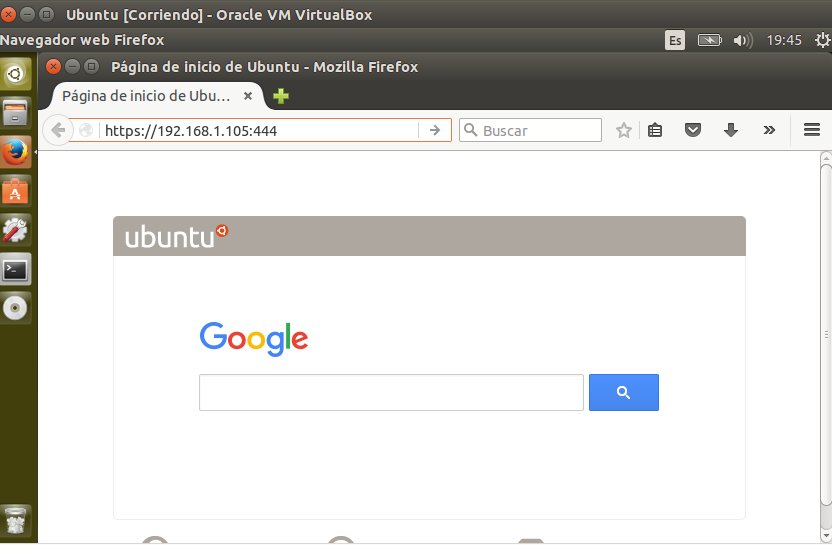 Ubuntu [Corriendo] - Oracle VM VirtualBox
Navegador web Firefox
Es
19:45
Página de inicio de Ubuntu - Mozilla Firefox
Página de inicio de Ubu...
https://192.168.1.105:444
Buscar
ubuntu
Google